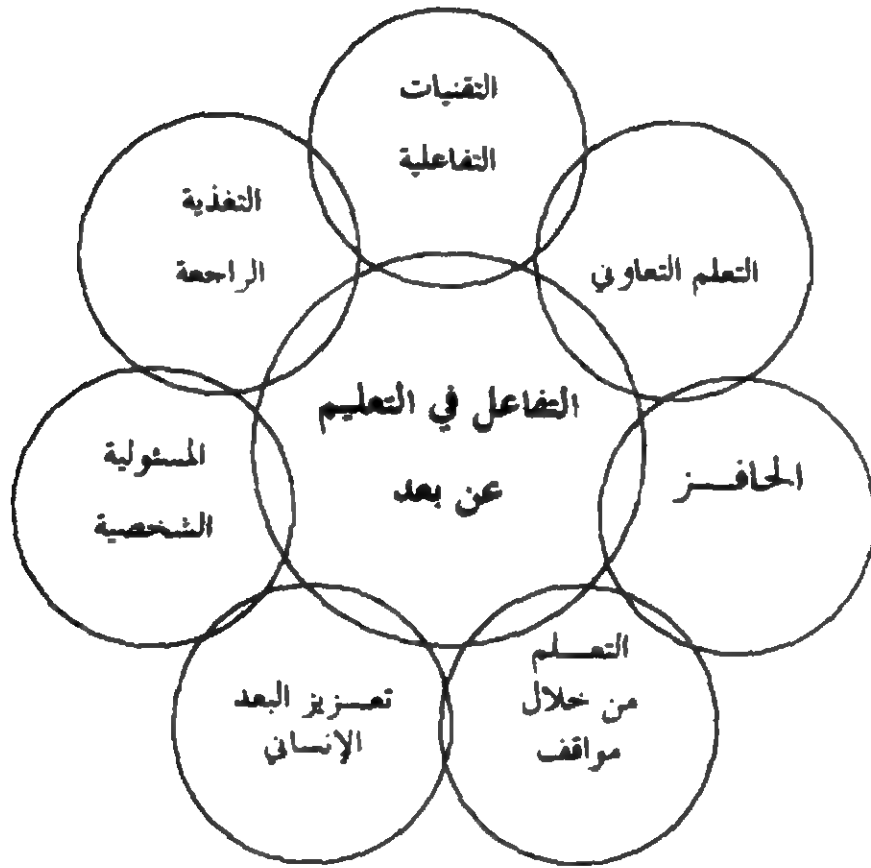 التقنيات
التفاعلية
التعلم التعاوني
الحافـــز
التعـــلم
من خلال
مواقف
تعـــزيز البعد
الإنساني
المسئولية
الشخصية
التغذية
الراجعة
التفاعل في التعليم
عن بعد